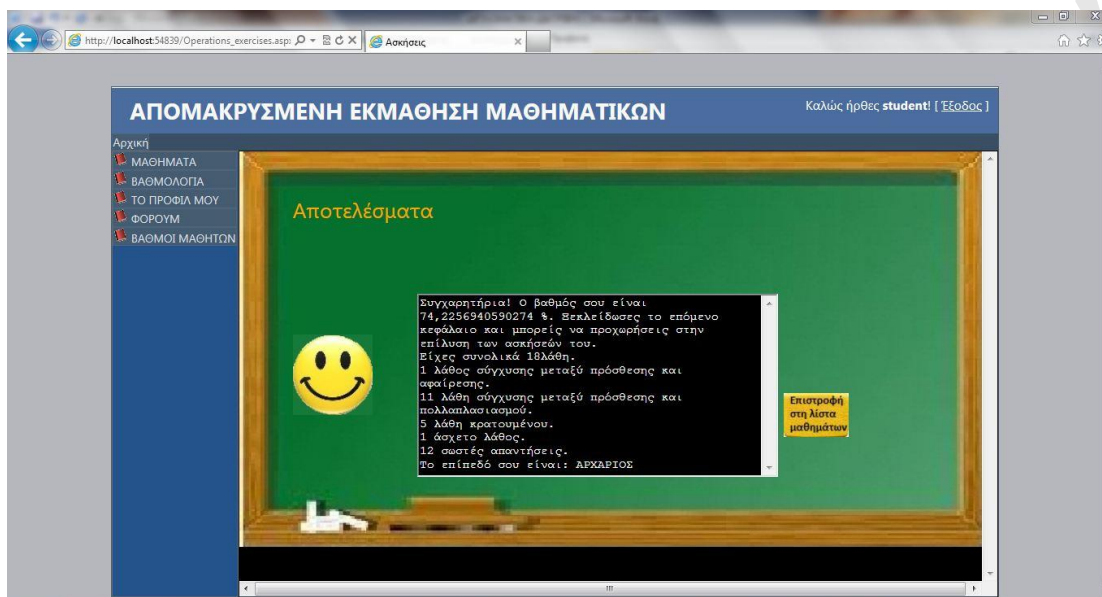 http://localhost:54839/Operations_exercises.asp:
Ασκήσεις
ΑΠΟΜΑΚΡΥΣΜΕΝΗ ΕΚΜΑΘΗΣΗ ΜΑΘΗΜΑΤΙΚΩΝ
Καλώς ήρθες student! [ Έξοδος ]
Αρχική
ΜΑΘΗΜΑΤΑ
ΒΑΘΜΟΛΟΓΙΑ
ΤΟ ΠΡΟΦΙΛ ΜΟΥ
ΦΟΡΟΥΜ
ΒΑΘΜΟΙ ΜΑΘΗΤΩΝ
Αποτελέσματα
Συγχαρητήρια! Ο βαθμός σου είναι
74,2256940590274 %. Ξεκλείδωσες το επόμενο
κεφάλαιο και μπορείς να προχωρήσεις στην
επίλυση των ασκήσεών του.
Είχες συνολικά 18λάθη.
1 λάθος σύγχυσης μεταξύ πρόσθεσης και
αφαίρεσης.
11 λάθη σύγχυσης μεταξύ πρόσθεσης και
πολλαπλασιασμού.
5 λάθη κρατουμένου.
1 άσχετο λάθος.
12 σωστές απαντήσεις.
Το επίπεδό σου είναι: ΑΡΧΑΡΙΟΣ
Επιστροφή
στη λίστα
μαθημάτων